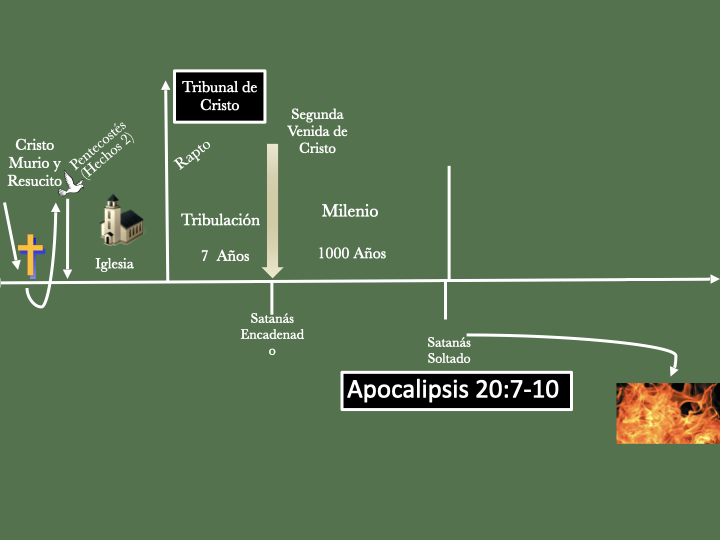 Cristo
Murio y
Resucito
Pentecostés
(Hechos 2)
Iglesia
Rapto
Tribunal de
Cristo
Tribulación
7 Años
Segunda
Venida de
Cristo
Milenio
1000 Años
Satanás
Encadenad
o
Satanás
Soltado
Apocalipsis 20:7-10